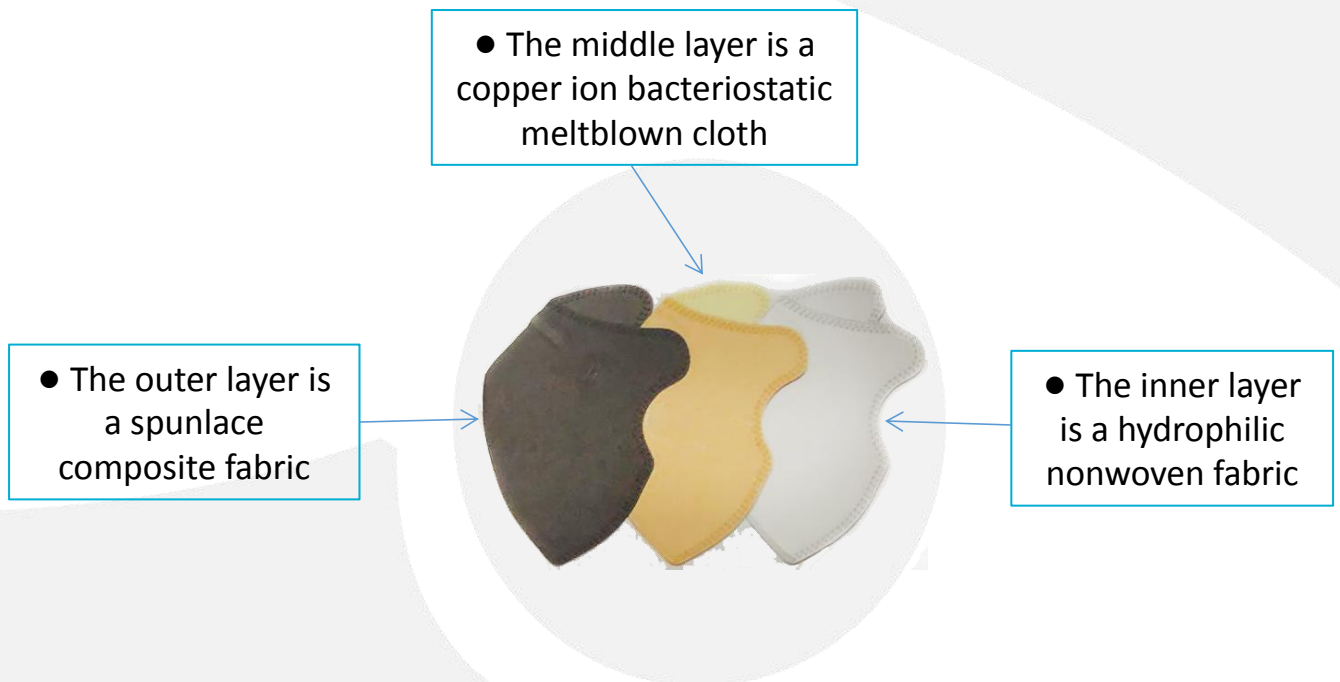 ● The middle layer is a
copper ion bacteriostatic
meltblown cloth
● The outer layer is
a spunlace
composite fabric
● The inner layer
is a hydrophilic
nonwoven fabric